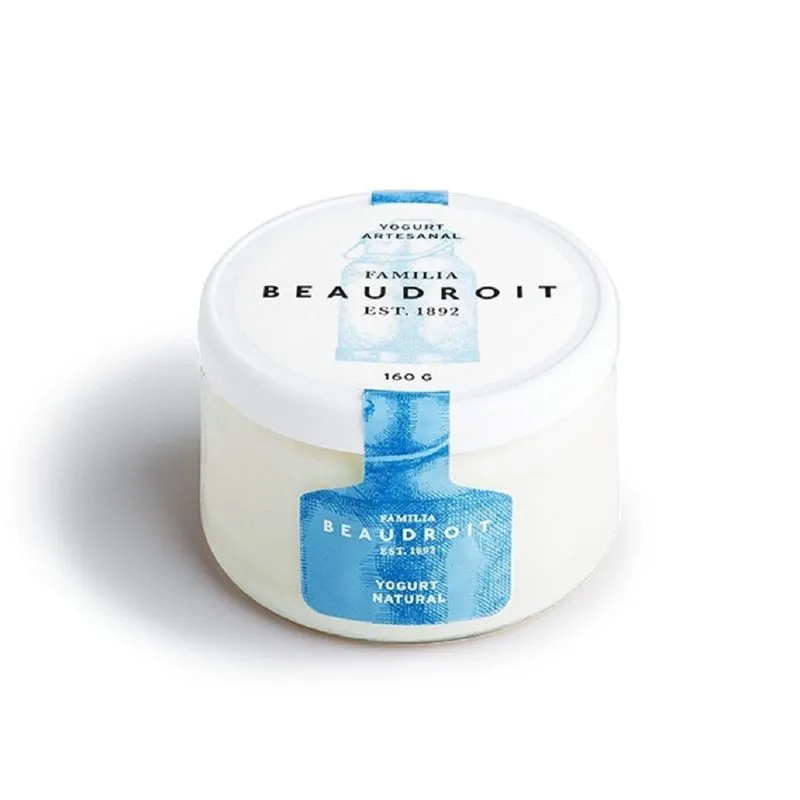 YOGURT
ARTESANAL
FAMILIA
BEAUDROIT
EST. 1892
160 G
FAMILIA
BEAUDROIT
EST. 1892
YOGURT
NATURAL